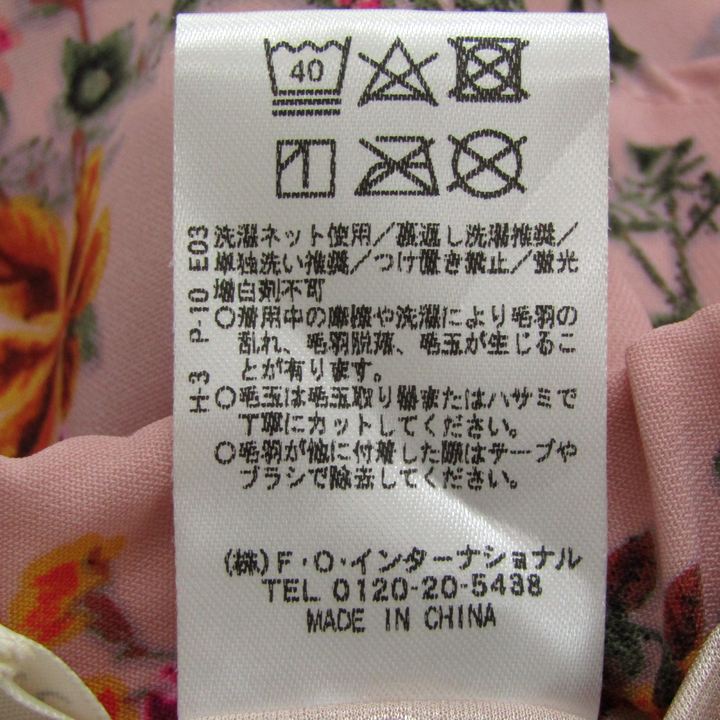 40
洗濯ネット使用／裏返し洗濯推奨／
単独洗い推奨／つけ置き禁止／蛍光
増白剤不可
○着用中の摩擦や洗濯により毛羽の
乱れ、毛羽脱落、毛玉が生じるこ
とが有ります。
○毛玉は毛玉取り器またはハサミで
丁寧にカットしてください。
○毛羽が他に付着した際はテープや
ブラシで除去してください。
H-3 P-10 E03
(株)F・O・インターナショナル
TEL 0120-20-5438
MADE IN CHINA